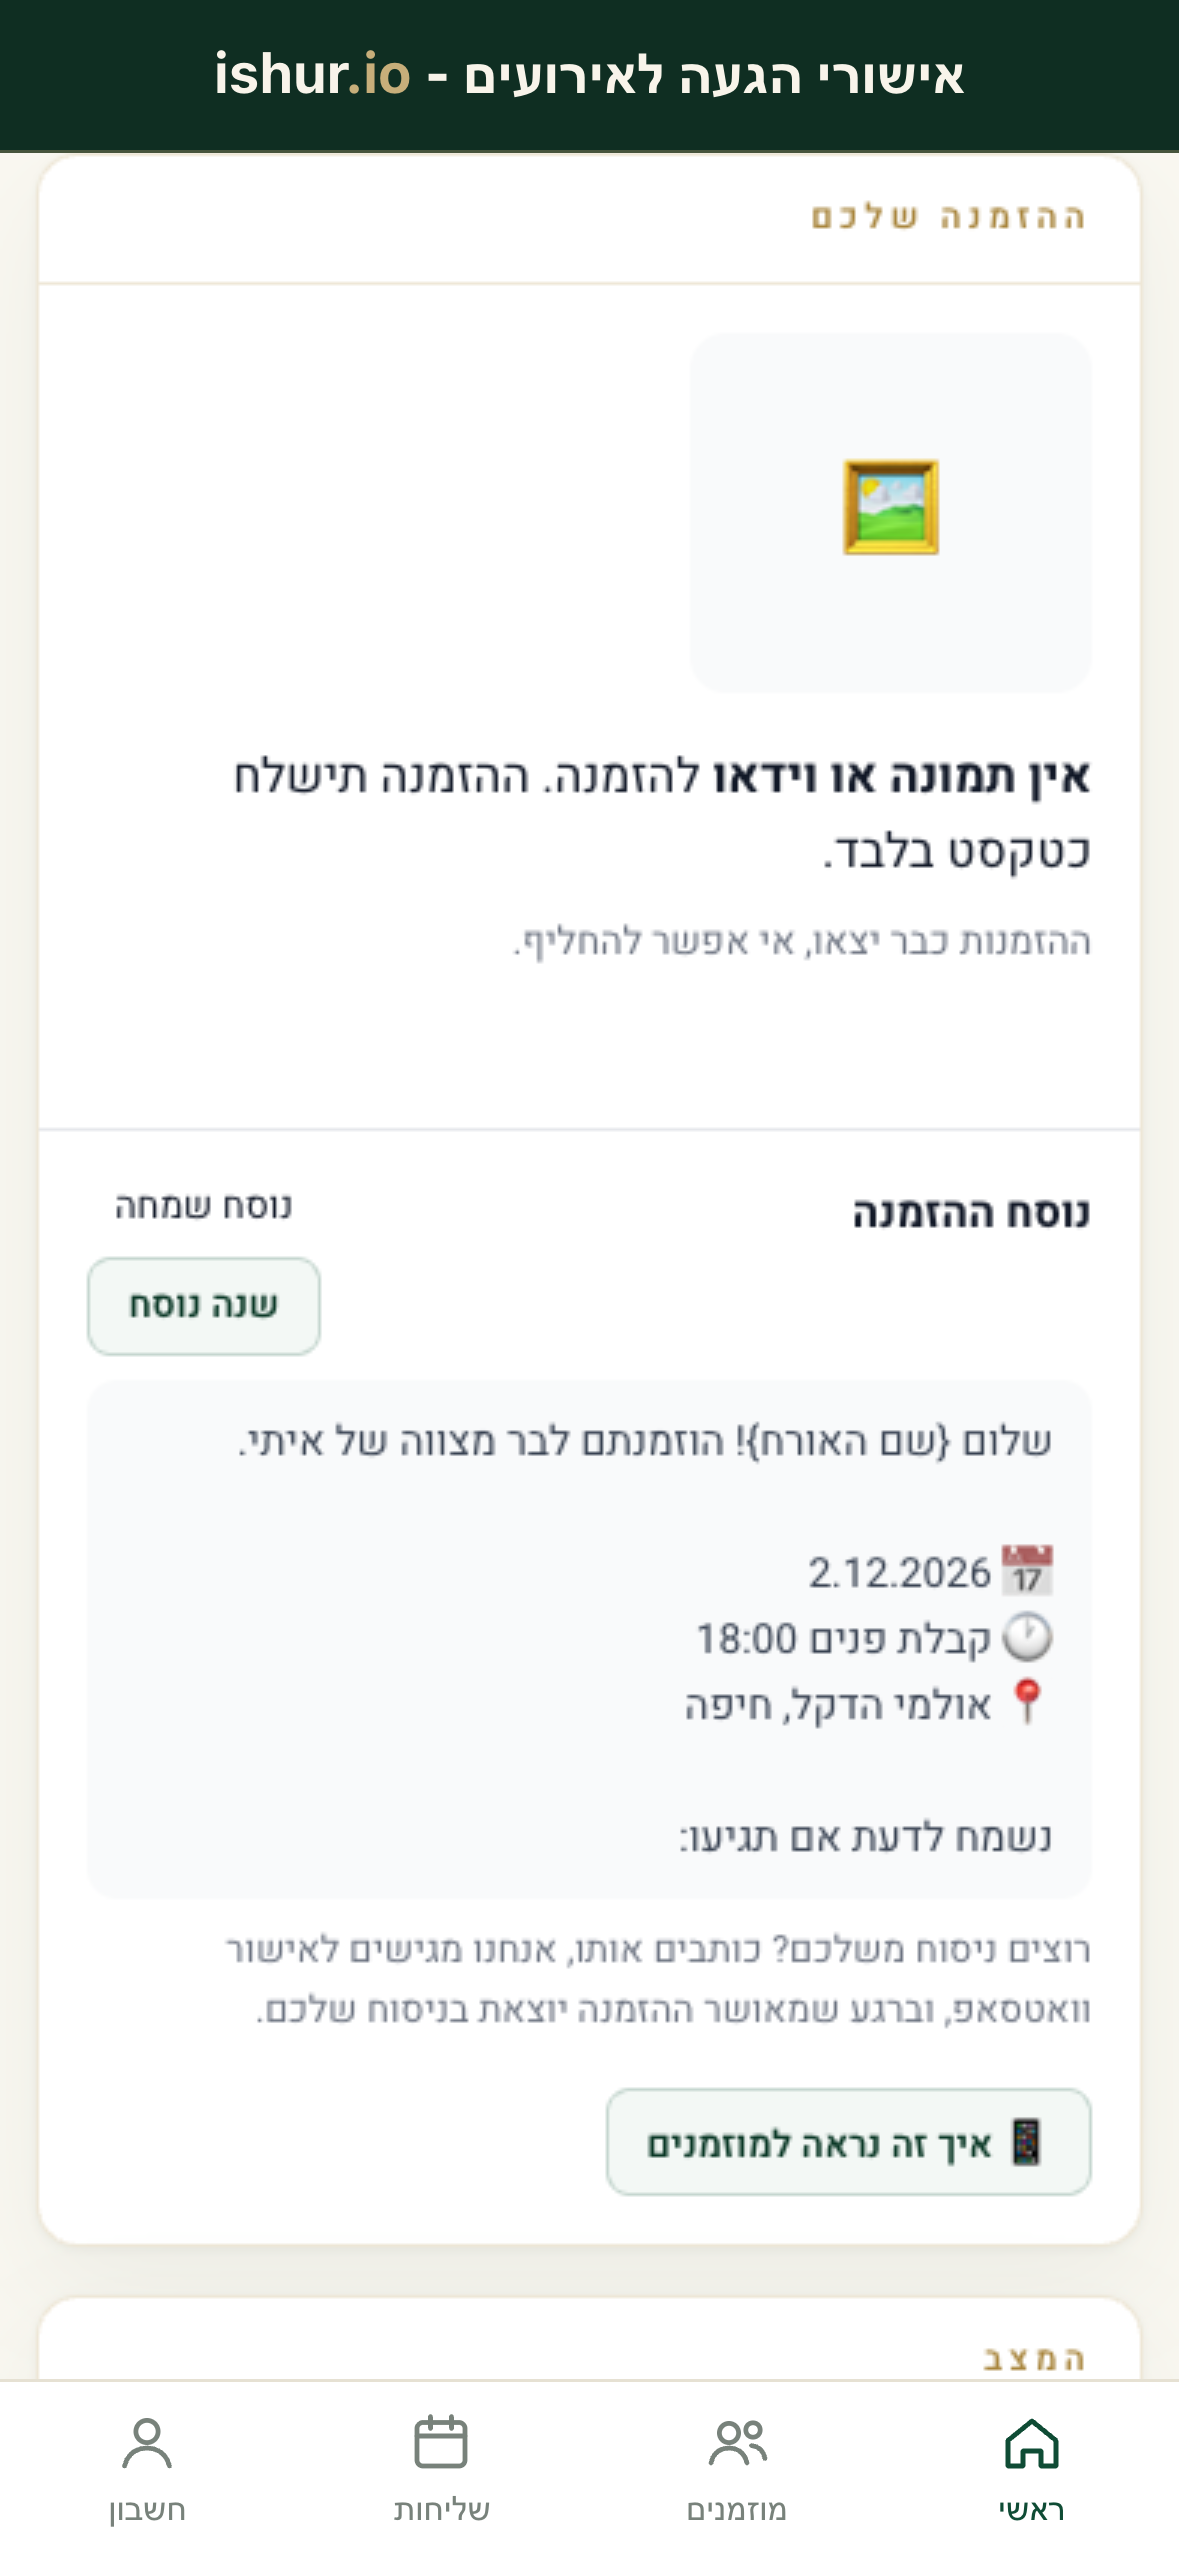 אישורי הגעה לאירועים - ishur.io
ההזמנה שלכם
אין תמונה או וידאו להזמנה. ההזמנה תישלח
כטקסט בלבד.
ההזמנות כבר יצאו, אי אפשר להחליף.
נוסח ההזמנה
נוסח שמחה
שנה נוסח
שלום {שם האורח}! הוזמנתם לבר מצווה של איתי.
📅 2.12.2026
🕐 קבלת פנים 18:00
📍 אולמי הדקל, חיפה
נשמח לדעת אם תגיעו:
רוצים ניסוח משלכם? כותבים אותו, אנחנו מגישים לאישור
וואטסאפ, וברגע שמאושר ההזמנה יוצאת בניסוח שלכם.
📱 איך זה נראה למוזמנים
המצב
ראשי
מוזמנים
שליחות
חשבון